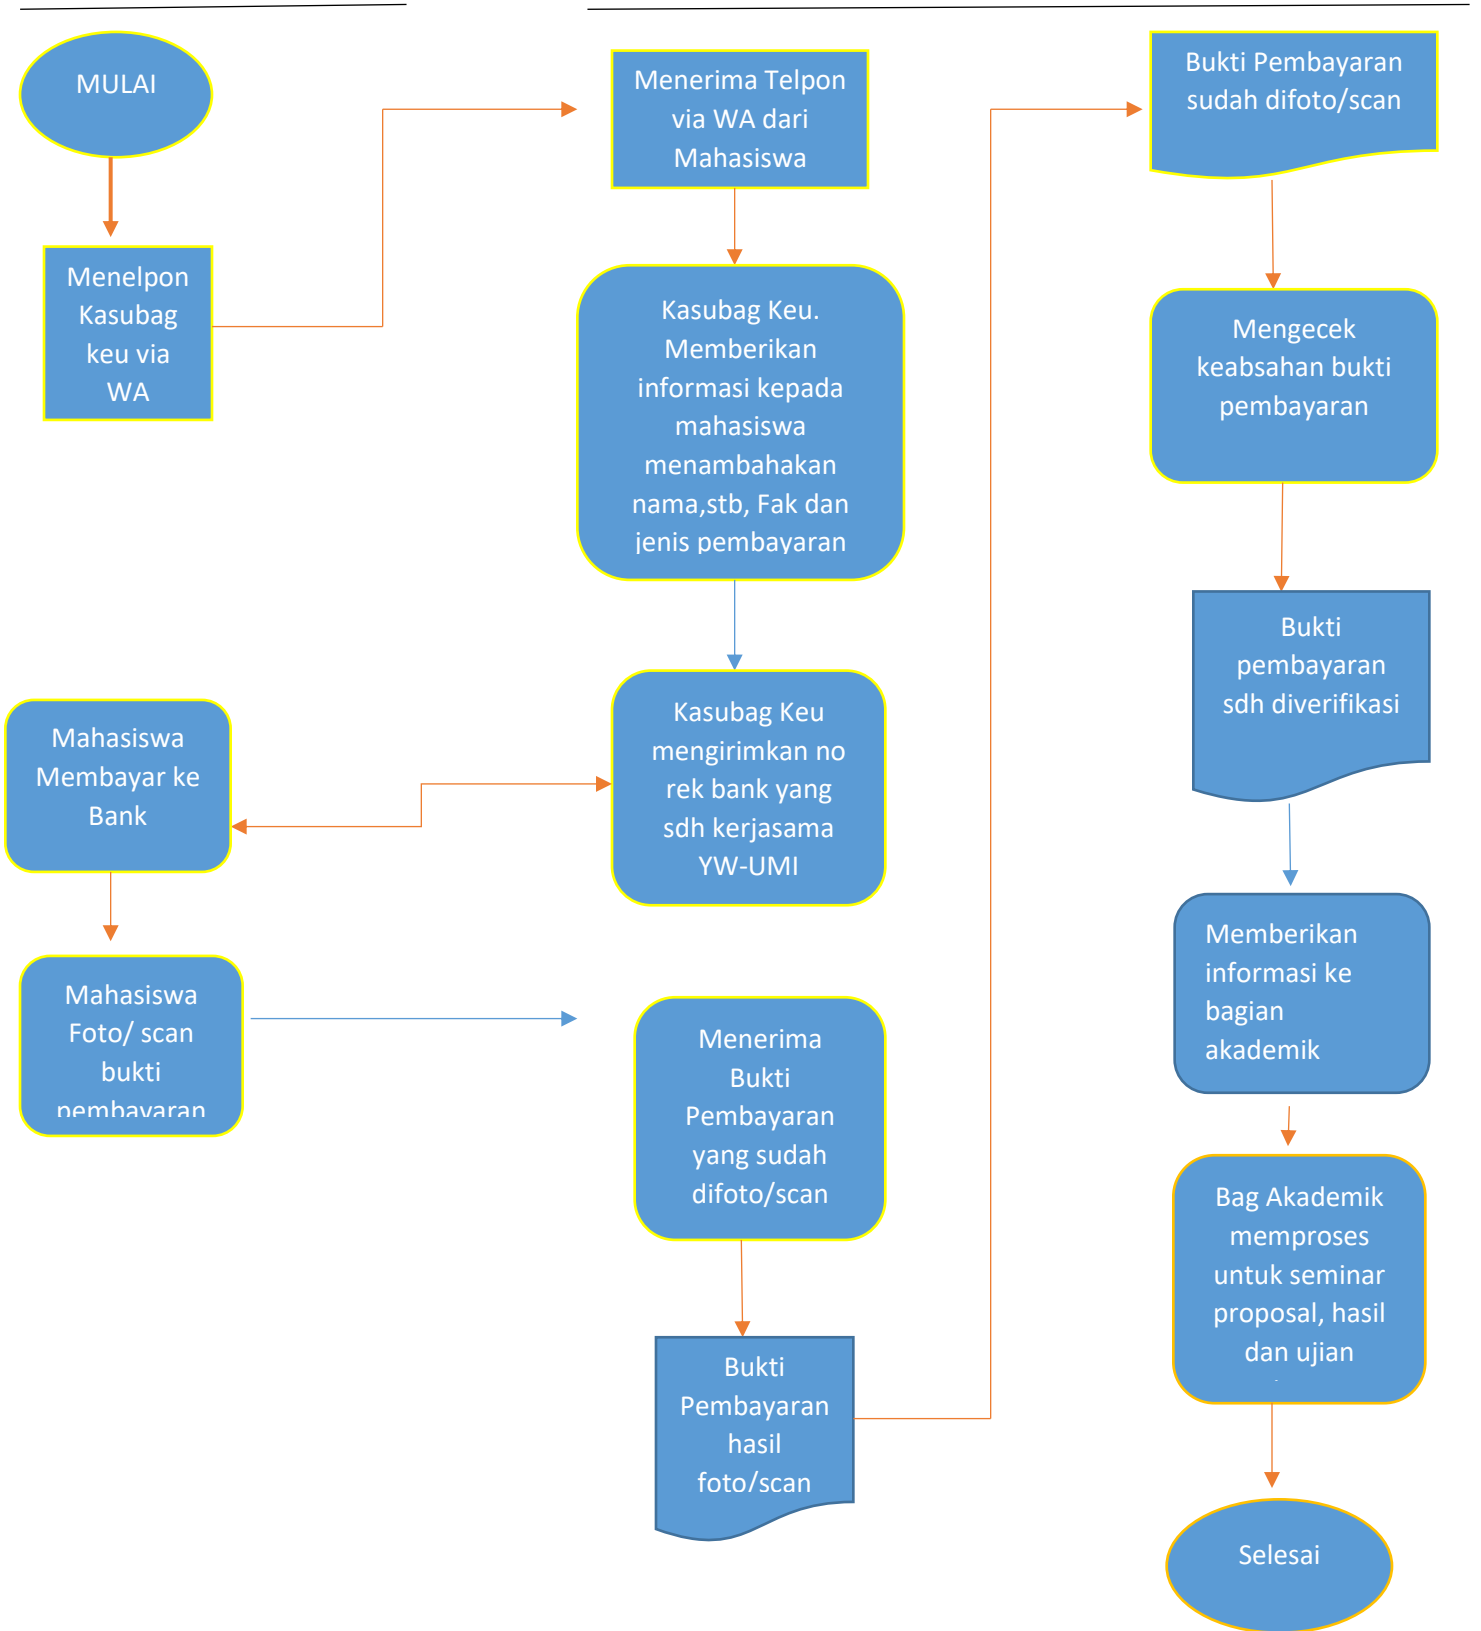 MULAI
Menelpon
Kasubag
keu via
WA
Menerima Telpon
via WA dari
Mahasiswa
Kasubag Keu.
Memberikan
informasi kepada
mahasiswa
menambahakan
nama,stb, Fak dan
jenis pembayaran
Kasubag Keu
mengirimkan no
rek bank yang
sdh kerjasama
YW-UMI
Mahasiswa
Membayar ke
Bank
Mahasiswa
Foto/ scan
bukti
pembayaran
Menerima
Bukti
Pembayaran
yang sudah
difoto/scan
Bukti
Pembayaran
hasil
foto/scan
Bukti Pembayaran
sudah difoto/scan
Mengecek
keabsahan bukti
pembayaran
Bukti
pembayaran
sdh diverifikasi
Memberikan
informasi ke
bagian
akademik
Bag Akademik
memproses
untuk seminar
proposal, hasil
dan ujian
Selesai